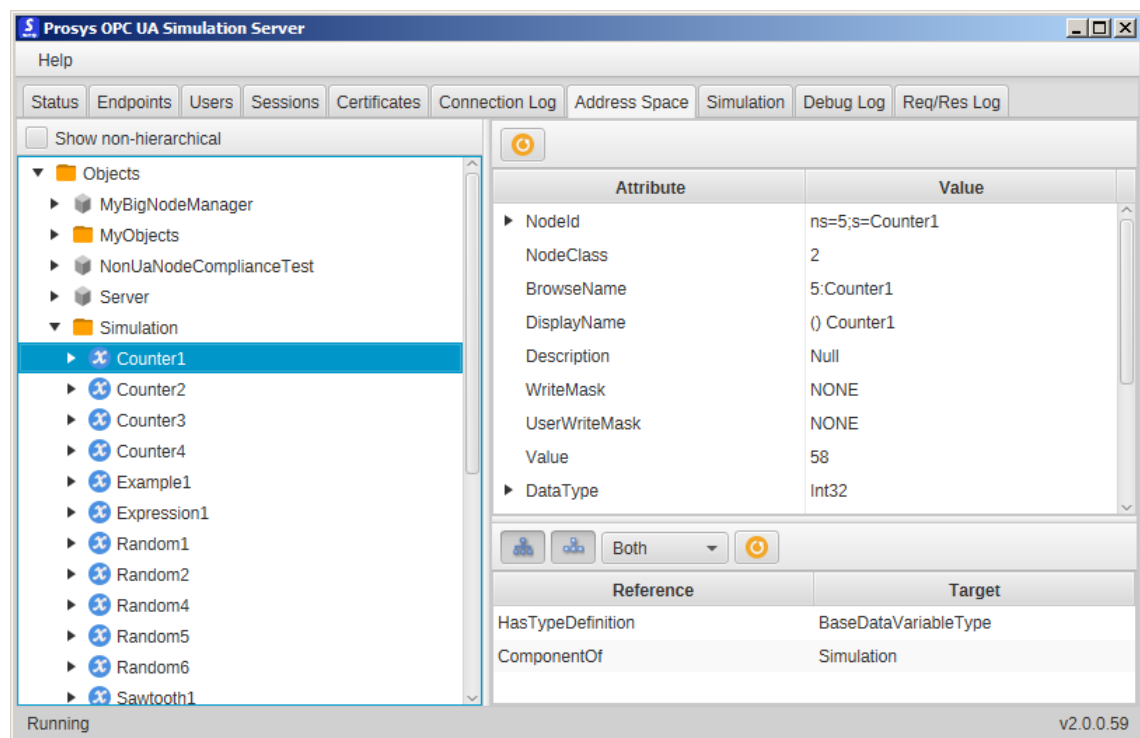 Prosys OPC UA Simulation Server
Help
Status Endpoints Users Sessions Certificates Connection Log Address Space Simulation Debug Log Req/Res Log
Show non-hierarchical
Objects
MyBigNodeManager
MyObjects
NonUaNodeComplianceTest
Server
Simulation
Counter1
Counter2
Counter3
Counter4
Example1
Expression1
Random1
Random2
Random4
Random5
Random6
Sawtooth1
Attribute Value
NodeId ns=5;s=Counter1
NodeClass 2
BrowseName 5:Counter1
DisplayName () Counter1
Description Null
WriteMask NONE
UserWriteMask NONE
Value 58
DataType Int32
Both
Reference Target
HasTypeDefinition BaseDataVariableType
ComponentOf Simulation
Running v2.0.0.59